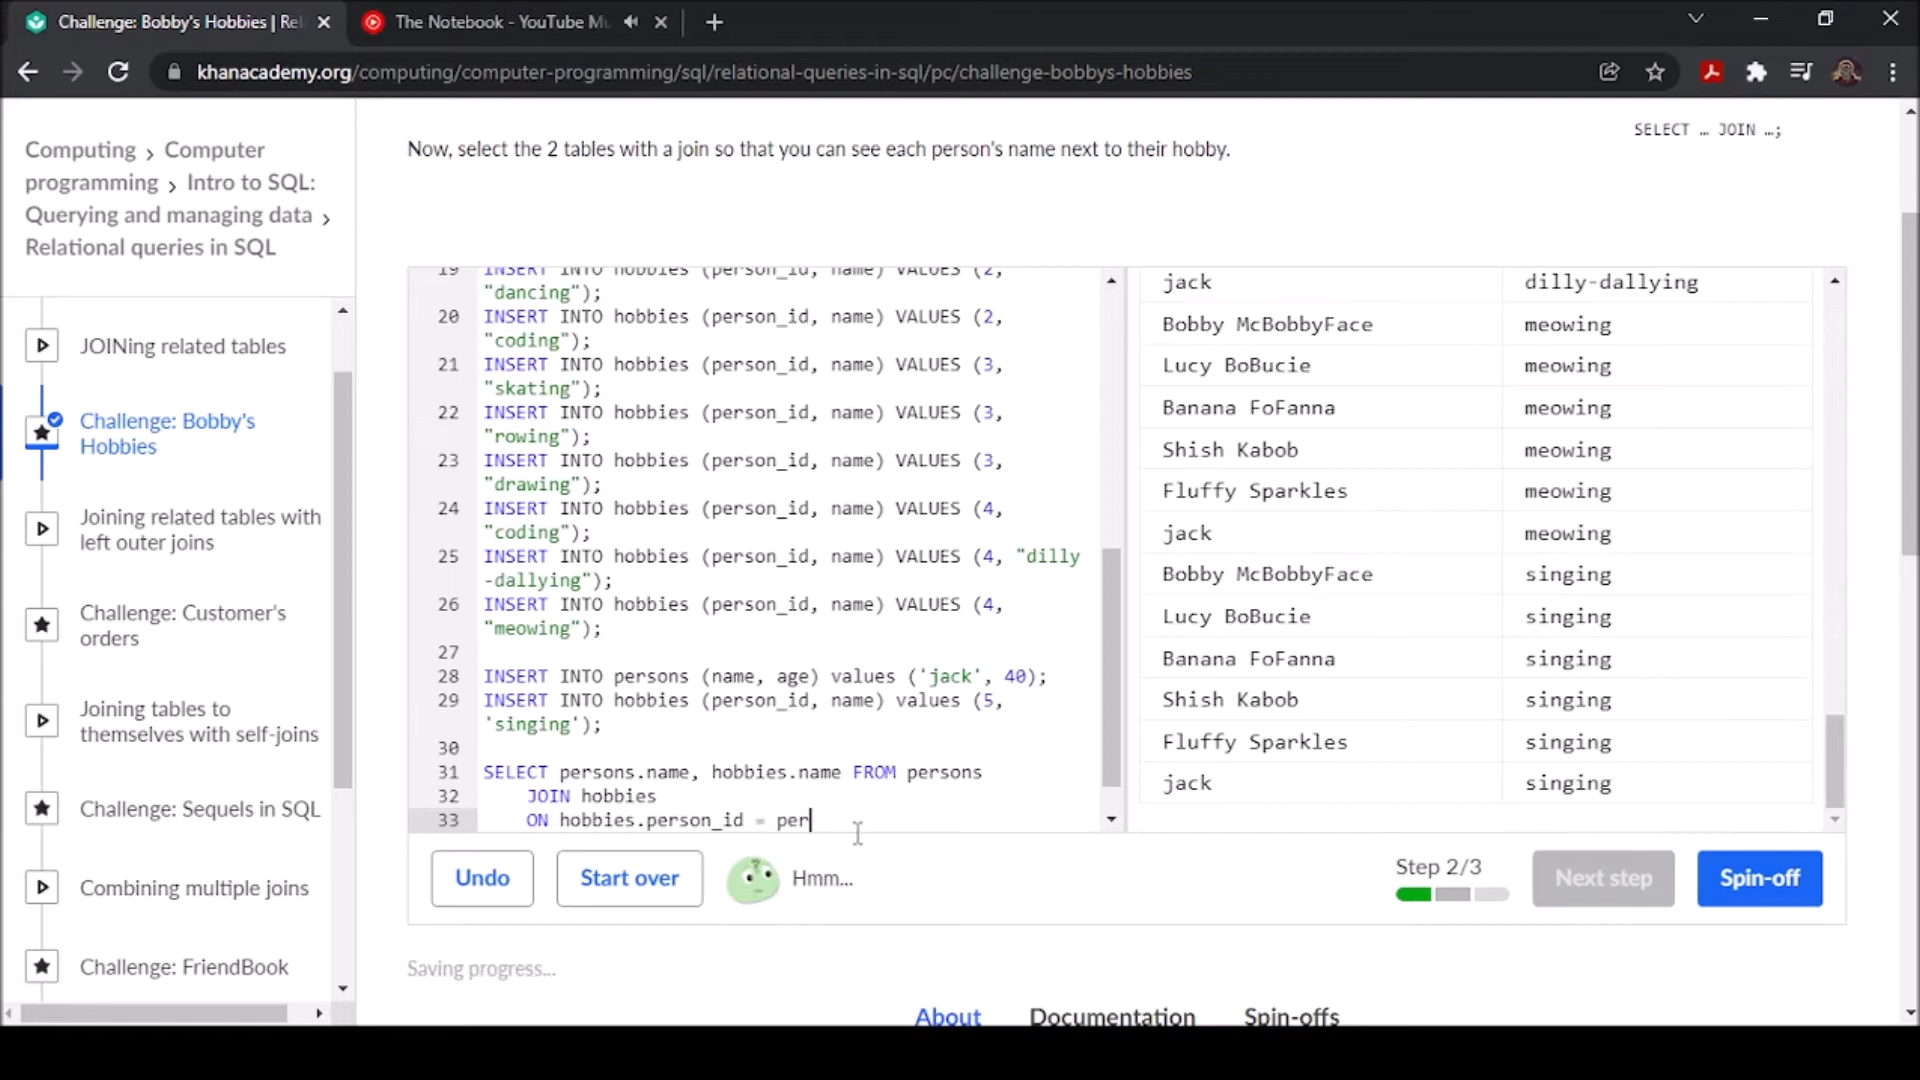 Challenge: Bobby's Hobbies | Rel
The Notebook - YouTube Mu
khanacademy.org/computing/computer-programming/sql/relational-queries-in-sql/pc/challenge-bobbys-hobbies
Computing > Computer
programming > Intro to SQL:
Querying and managing data >
Relational queries in SQL
JOINing related tables
Challenge: Bobby's
Hobbies
Joining related tables with
left outer joins
Challenge: Customer's
orders
Joining tables to
themselves with self-joins
Challenge: Sequels in SQL
Combining multiple joins
Challenge: FriendBook
Now, select the 2 tables with a join so that you can see each person's name next to their hobby.
SELECT … JOIN …;
19 INSERT INTO hobbies (person_id, name) VALUES (2,
"dancing");
20 INSERT INTO hobbies (person_id, name) VALUES (2,
"coding");
21 INSERT INTO hobbies (person_id, name) VALUES (3,
"skating");
22 INSERT INTO hobbies (person_id, name) VALUES (3,
"rowing");
23 INSERT INTO hobbies (person_id, name) VALUES (3,
"drawing");
24 INSERT INTO hobbies (person_id, name) VALUES (4,
"coding");
25 INSERT INTO hobbies (person_id, name) VALUES (4, "dilly
-dallying");
26 INSERT INTO hobbies (person_id, name) VALUES (4,
"meowing");
27
28 INSERT INTO persons (name, age) values ('jack', 40);
29 INSERT INTO hobbies (person_id, name) values (5,
'singing');
30
31 SELECT persons.name, hobbies.name FROM persons
32 JOIN hobbies
33 ON hobbies.person_id = per
jack dilly-dallying
Bobby McBobbyFace meowing
Lucy BoBucie meowing
Banana FoFanna meowing
Shish Kabob meowing
Fluffy Sparkles meowing
jack meowing
Bobby McBobbyFace singing
Lucy BoBucie singing
Banana FoFanna singing
Shish Kabob singing
Fluffy Sparkles singing
jack singing
Undo
Start over
Hmm...
Step 2/3
Next step
Spin-off
Saving progress...
About Documentation Spin-offs